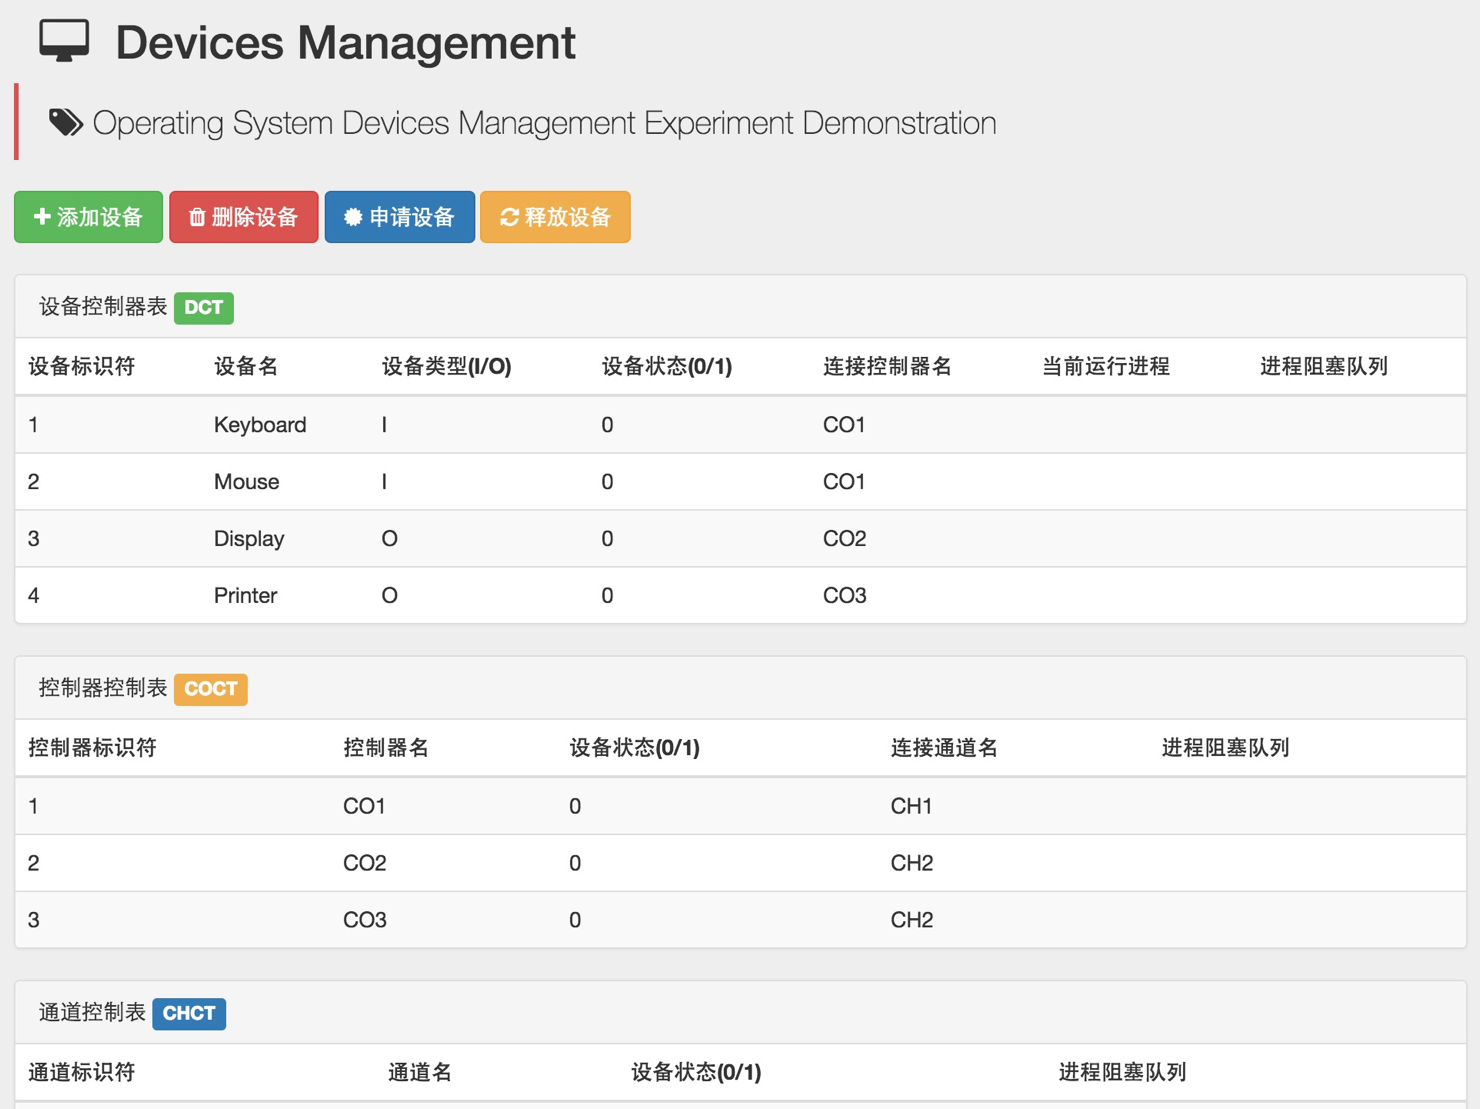 Devices Management
Operating System Devices Management Experiment Demonstration
添加设备 删除设备 申请设备 释放设备
设备控制器表 DCT
设备标识符 设备名 设备类型(I/O) 设备状态(0/1) 连接控制器名 当前运行进程 进程阻塞队列
1 Keyboard I 0 CO1
2 Mouse I 0 CO1
3 Display O 0 CO2
4 Printer O 0 CO3
控制器控制表 COCT
控制器标识符 控制器名 设备状态(0/1) 连接通道名 进程阻塞队列
1 CO1 0 CH1
2 CO2 0 CH2
3 CO3 0 CH2
通道控制表 CHCT
通道标识符 通道名 设备状态(0/1) 进程阻塞队列